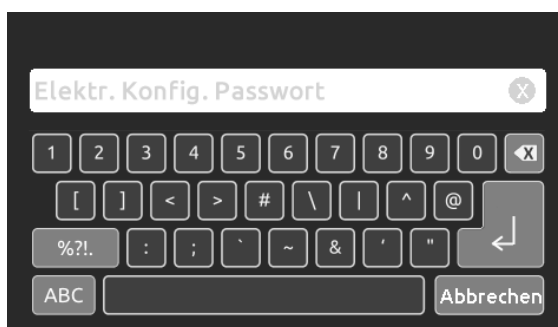 Elektr. Konfig. Passwort X
1 2 3 4 5 6 7 8 9 0 X
[ ] < > # \ | ^ @
%?!. : ; ` ~ & ' "
ABC Abbrechen